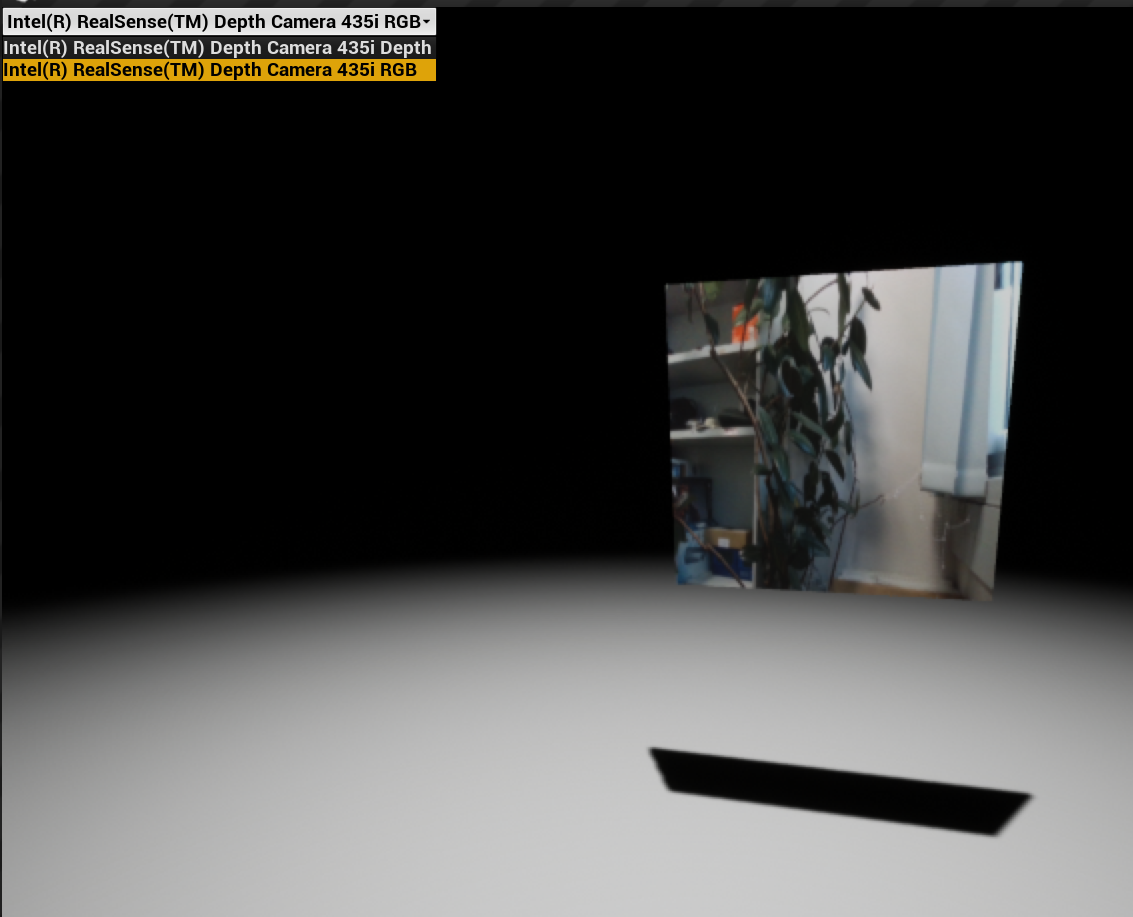 Intel(R) RealSense(TM) Depth Camera 435i RGB
Intel(R) RealSense(TM) Depth Camera 435i Depth
Intel(R) RealSense(TM) Depth Camera 435i RGB